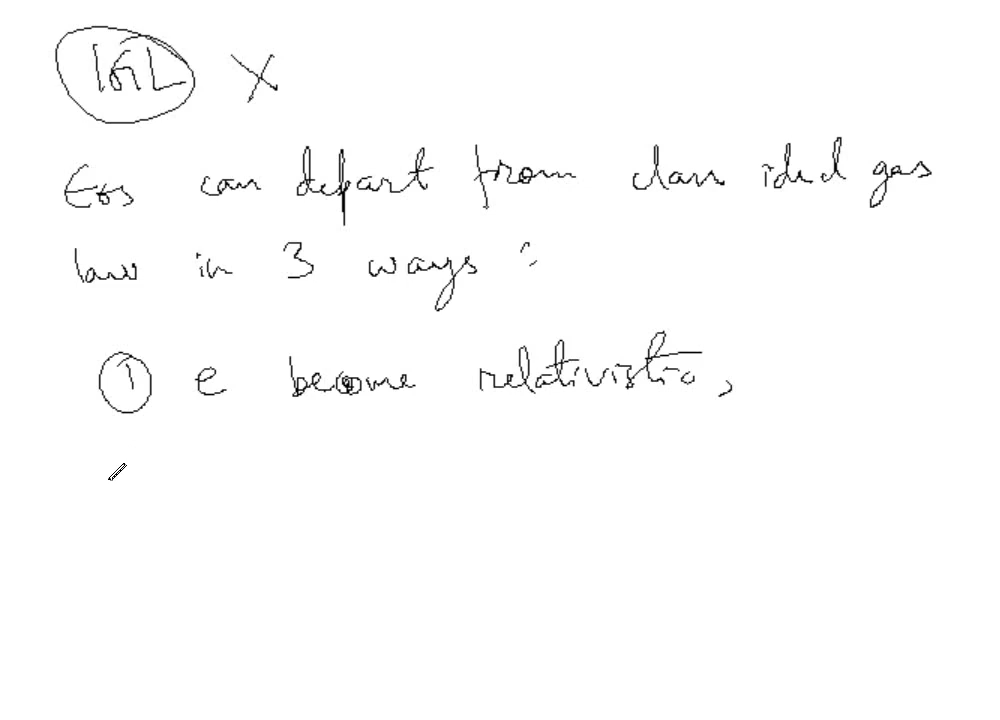 IGL X
EOS can depart from class ideal gas
law in 3 ways :
① e become relativistic,